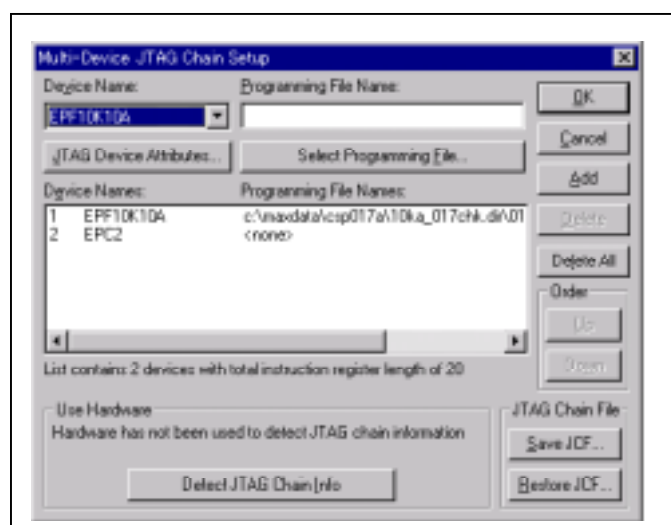 Multi-Device JTAG Chain Setup
Device Name:
Programming File Name:
OK
EPF10K10A
Cancel
JTAG Device Attributes...
Select Programming File...
Add
Device Names:
Programming File Names:
Delete
1 EPF10K10A c:\maxdata\csp017a\10ka_017chk.dir\01
2 EPC2 <none>
Delete All
Order
Up
Down
List contains 2 devices with total instruction register length of 20
Use Hardware
Hardware has not been used to detect JTAG chain information
Detect JTAG Chain Info
JTAG Chain File
Save JCF...
Restore JCF...